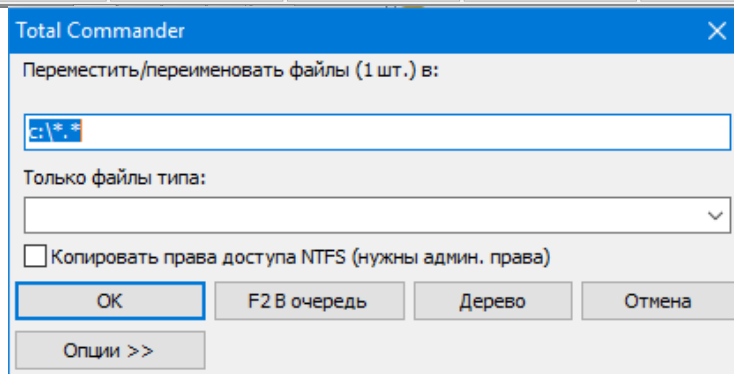 Total Commander
Переместить/переименовать файлы (1 шт.) в:
c:\*.*
Только файлы типа:
Копировать права доступа NTFS (нужны админ. права)
OK
F2 В очередь
Дерево
Отмена
Опции >>